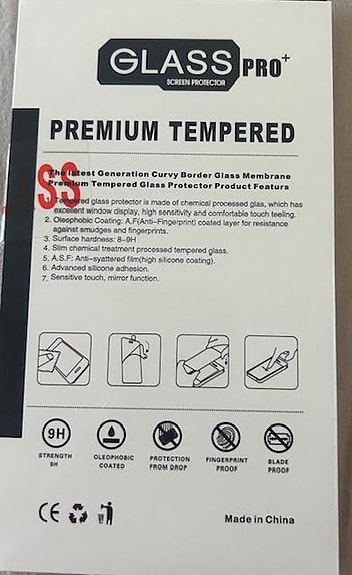 GLASS PRO+
SCREEN PROTECTOR
PREMIUM TEMPERED
SS
The latest Generation Curvy Border Glass Membrane
Premium Tempered Glass Protector Product Featurs
1. Tempered glass protector is made of chemical processed glas, which has
excellent window display, high sensitivity and comfortable touch teeling.
2. Oleophobic Coating: A.F(Anti-Fingerprint) coated layer for resistance
against smudges and fingerprints.
3. Surface hardness: 8-9H
4. Slim chemical treatment processed tempered glass.
5. A.S.F: Anti-syattered film(high silicone coating).
6. Advanced silicone adhesion.
7. Sensitive touch, mirror function.
9H
STRENGTH
9H
OLEOPHOBIC
COATED
PROTECTION
FROM DROP
FINGERPRINT
PROOF
BLADE
PROOF
CE
Made in China